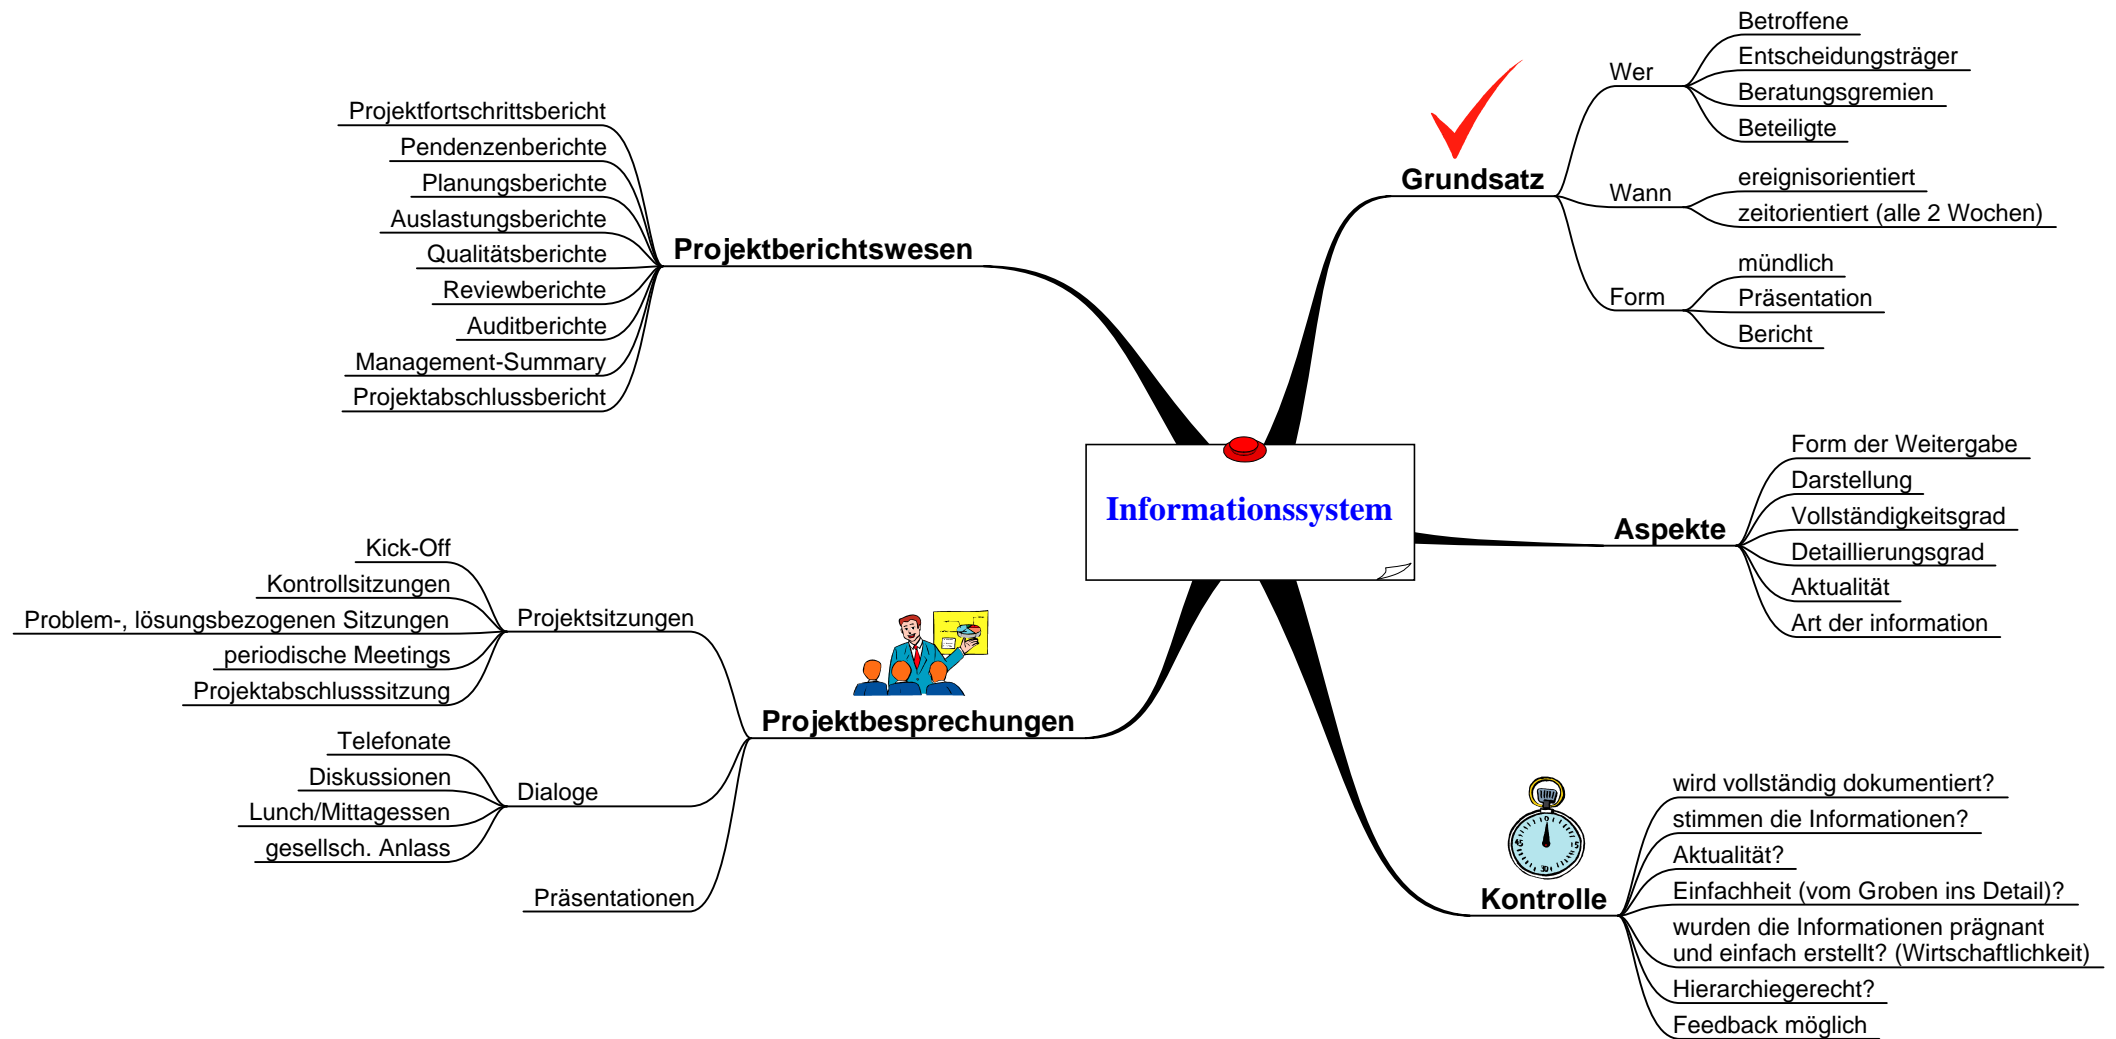 Informationssystem
Grundsatz
Wer
Betroffene
Entscheidungsträger
Beratungsgremien
Beteiligte
Wann
ereignisorientiert
zeitorientiert (alle 2 Wochen)
Form
mündlich
Präsentation
Bericht
Aspekte
Form der Weitergabe
Darstellung
Vollständigkeitsgrad
Detaillierungsgrad
Aktualität
Art der information
Kontrolle
wird vollständig dokumentiert?
stimmen die Informationen?
Aktualität?
Einfachheit (vom Groben ins Detail)?
wurden die Informationen prägnant
und einfach erstellt? (Wirtschaftlichkeit)
Hierarchiegerecht?
Feedback möglich
Projektbesprechungen
Projektsitzungen
Kick-Off
Kontrollsitzungen
Problem-, lösungsbezogenen Sitzungen
periodische Meetings
Projektabschlusssitzung
Dialoge
Telefonate
Diskussionen
Lunch/Mittagessen
gesellsch. Anlass
Präsentationen
Projektberichtswesen
Projektfortschrittsbericht
Pendenzenberichte
Planungsberichte
Auslastungsberichte
Qualitätsberichte
Reviewberichte
Auditberichte
Management-Summary
Projektabschlussbericht